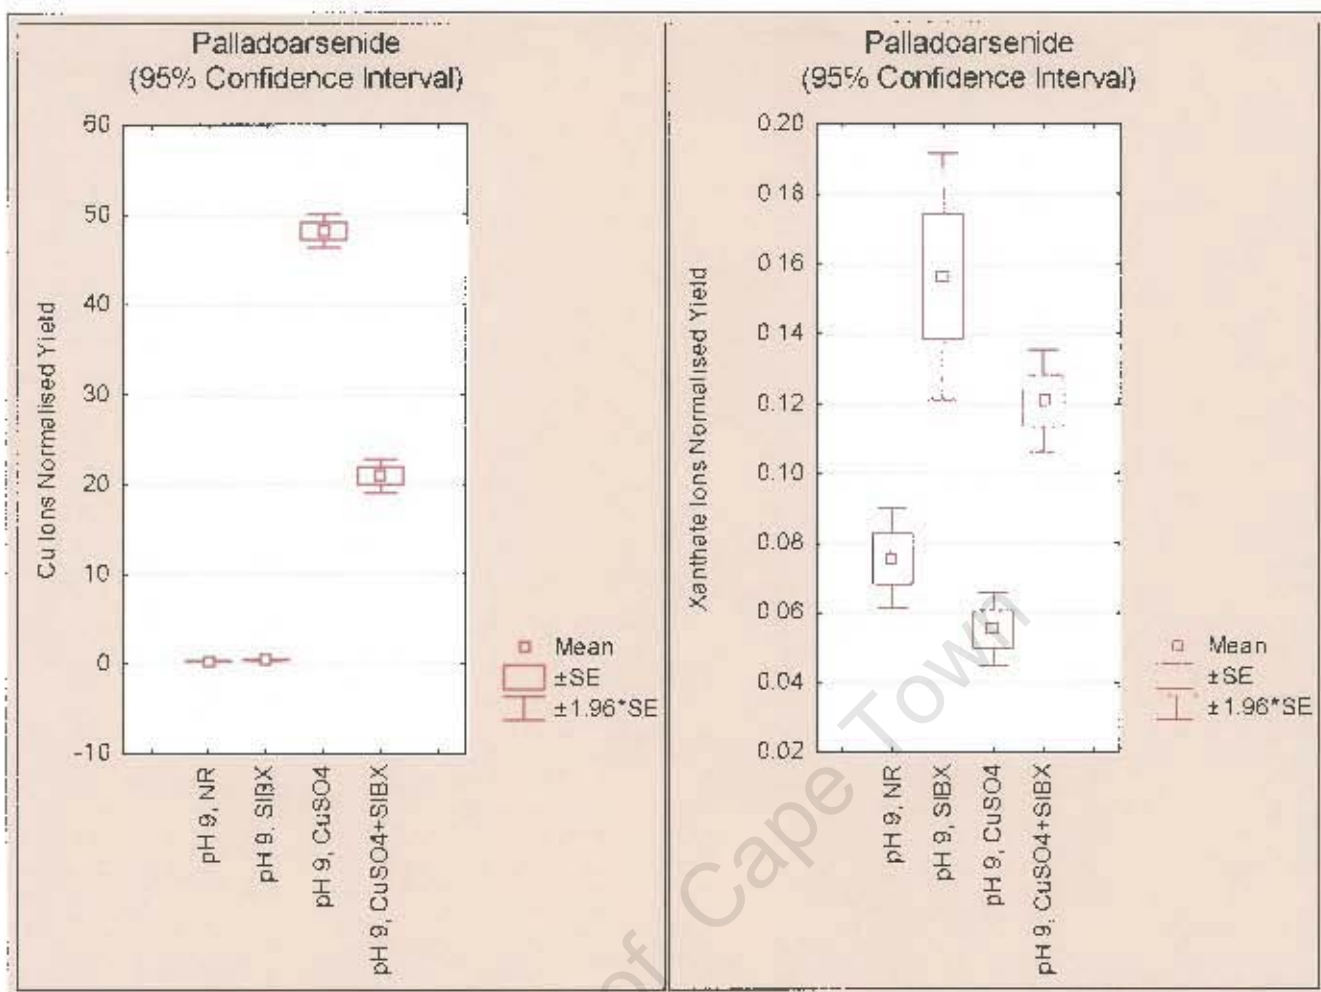 Palladoarsenide
(95% Confidence Interval)
Cu Ions Normalised Yield
60
50
40
30
20
10
0
-10
pH 9, NR
pH 9, SIBX
pH 9, CuSO4
pH 9, CuSO4+SIBX
Mean
±SE
±1.96*SE
Palladoarsenide
(95% Confidence Interval)
Xanthate Ions Normalised Yield
0.20
0.18
0.16
0.14
0.12
0.10
0.08
0.06
0.04
0.02
pH 9, NR
pH 9, SIBX
pH 9, CuSO4
pH 9, CuSO4+SIBX
Mean
±SE
±1.96*SE
of Cape Town